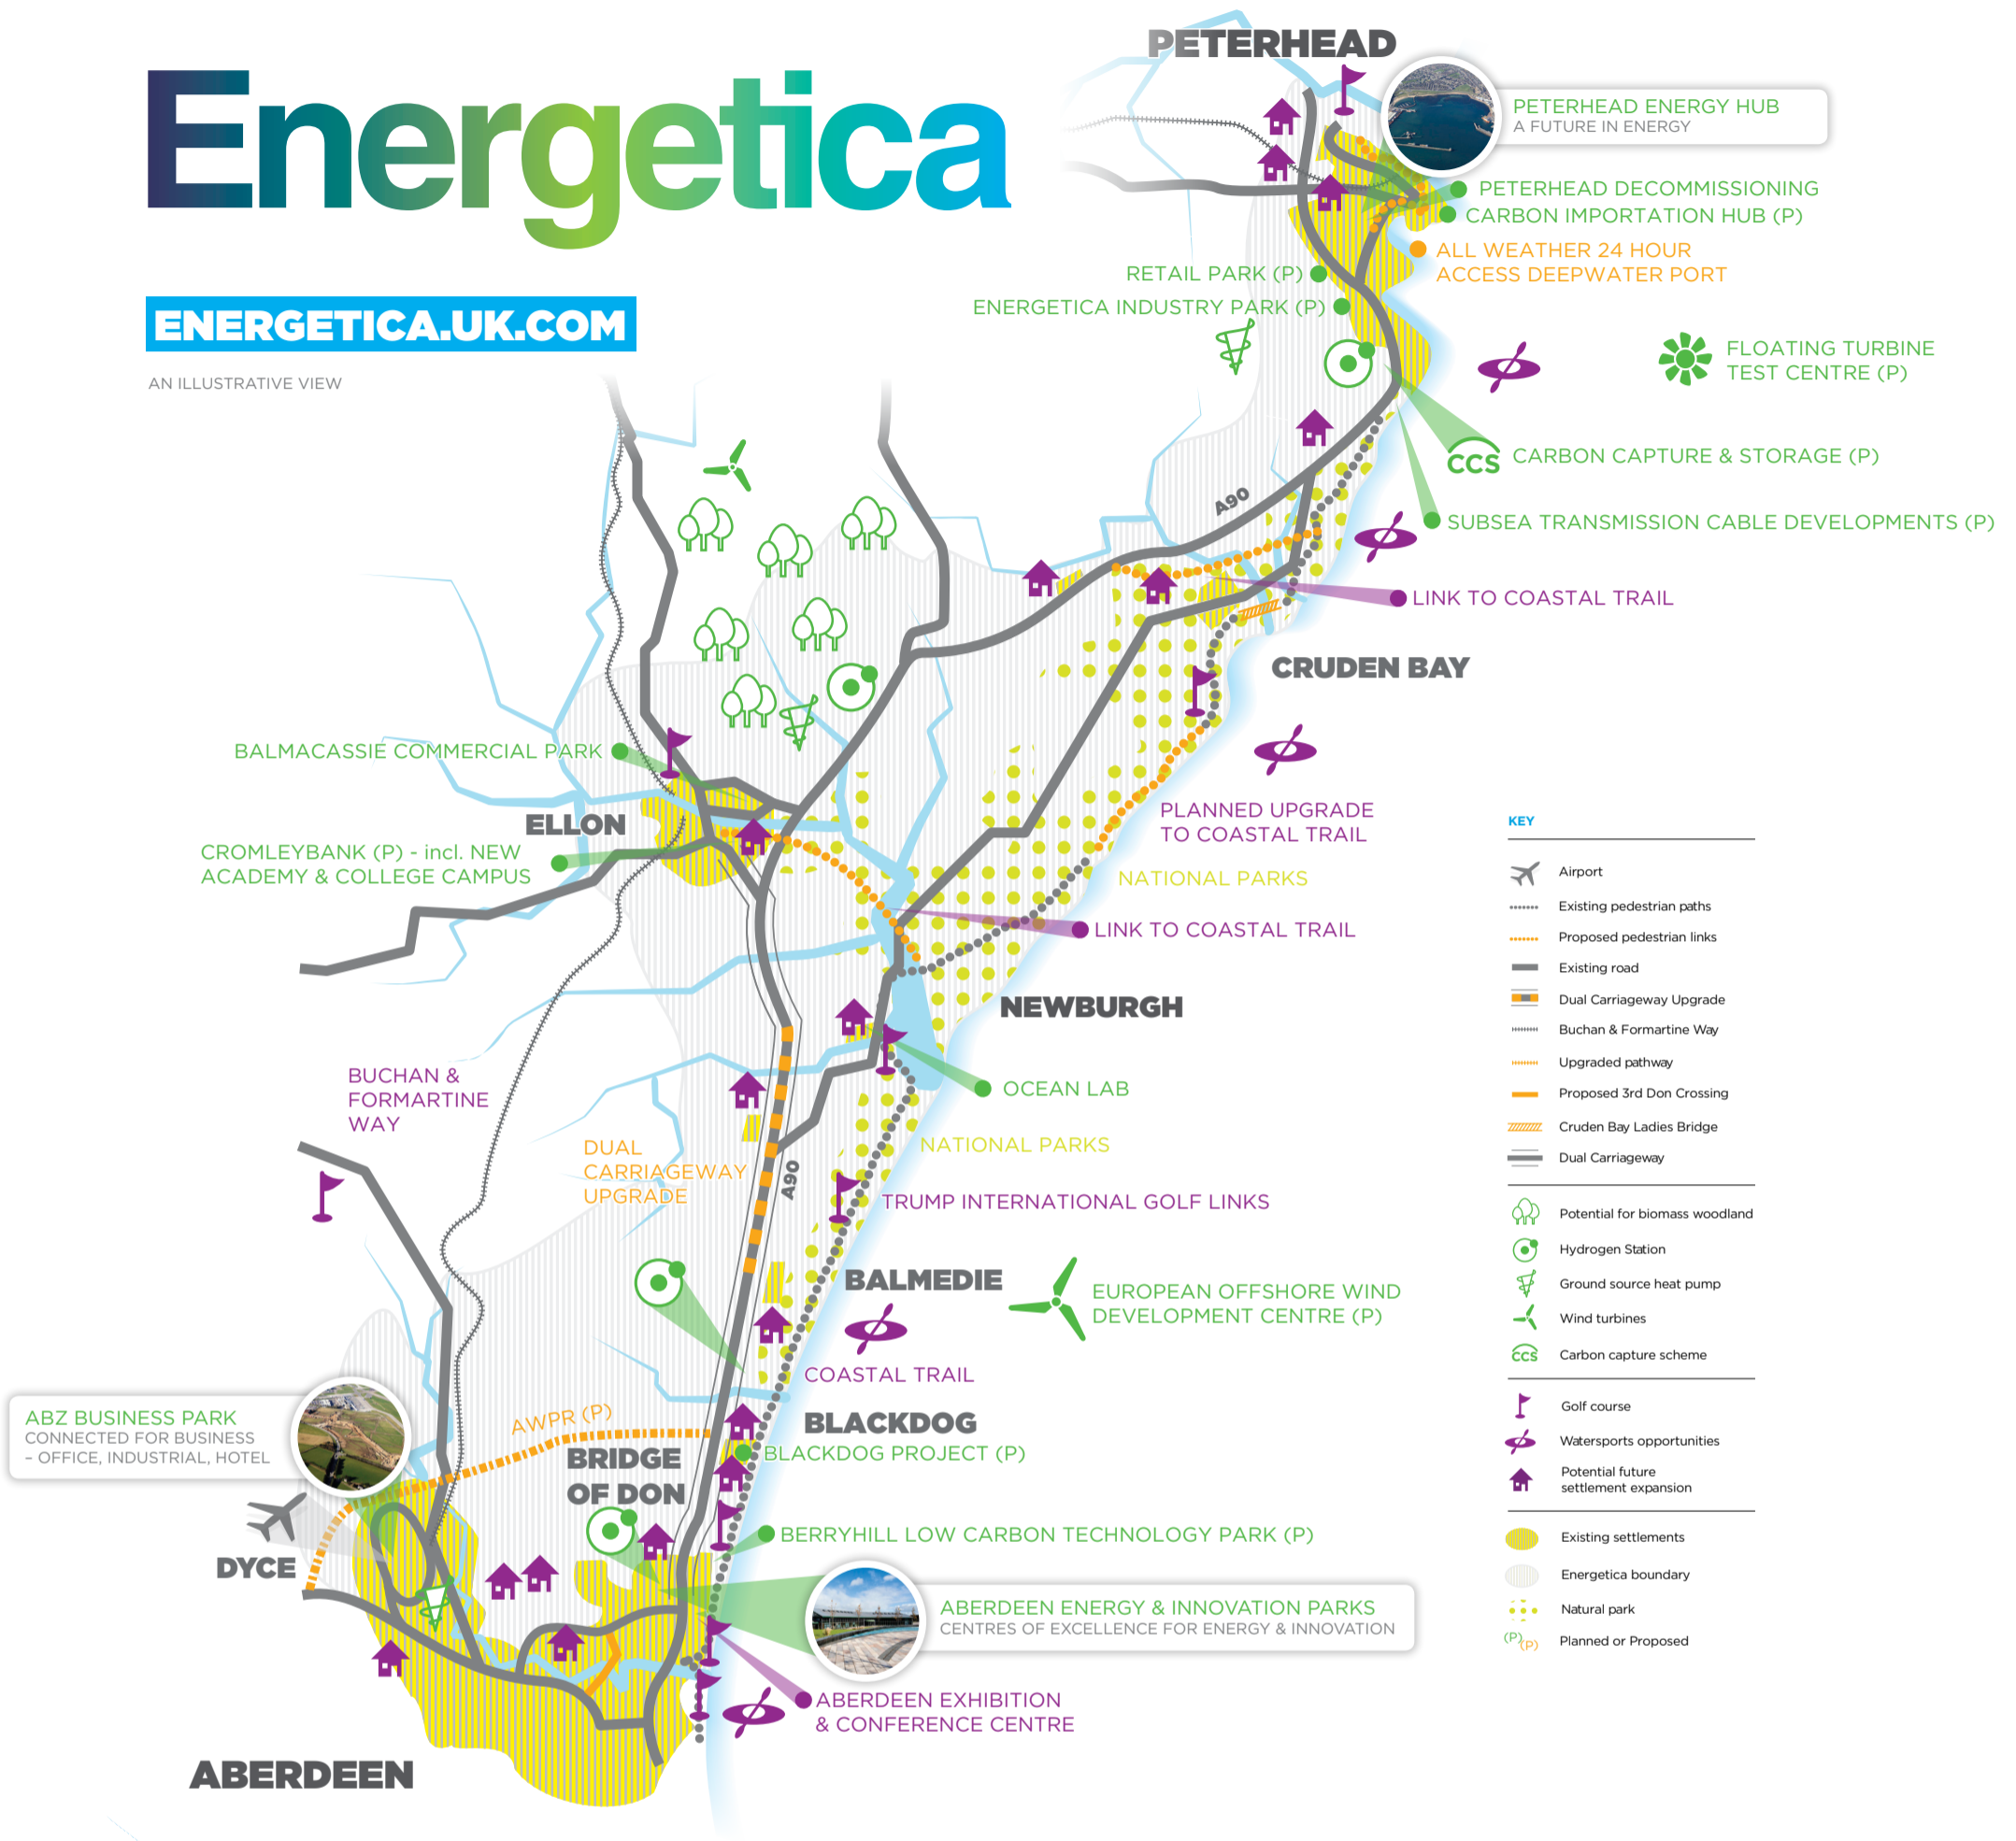 Energetica
ENERGETICA.UK.COM
AN ILLUSTRATIVE VIEW
PETERHEAD
PETERHEAD ENERGY HUB
A FUTURE IN ENERGY
PETERHEAD DECOMMISSIONING
CARBON IMPORTATION HUB (P)
ALL WEATHER 24 HOUR
ACCESS DEEPWATER PORT
RETAIL PARK (P)
ENERGETICA INDUSTRY PARK (P)
FLOATING TURBINE
TEST CENTRE (P)
CCS
CARBON CAPTURE & STORAGE (P)
A90
SUBSEA TRANSMISSION CABLE DEVELOPMENTS (P)
LINK TO COASTAL TRAIL
CRUDEN BAY
BALMACASSIE COMMERCIAL PARK
ELLON
CROMLEYBANK (P) - incl. NEW
ACADEMY & COLLEGE CAMPUS
PLANNED UPGRADE
TO COASTAL TRAIL
NATIONAL PARKS
LINK TO COASTAL TRAIL
NEWBURGH
BUCHAN &
FORMARTINE
WAY
OCEAN LAB
DUAL
CARRIAGEWAY
UPGRADE
A90
NATIONAL PARKS
TRUMP INTERNATIONAL GOLF LINKS
BALMEDIE
EUROPEAN OFFSHORE WIND
DEVELOPMENT CENTRE (P)
COASTAL TRAIL
ABZ BUSINESS PARK
CONNECTED FOR BUSINESS
– OFFICE, INDUSTRIAL, HOTEL
AWPR (P)
BLACKDOG
BLACKDOG PROJECT (P)
BRIDGE
OF DON
DYCE
BERRYHILL LOW CARBON TECHNOLOGY PARK (P)
ABERDEEN ENERGY & INNOVATION PARKS
CENTRES OF EXCELLENCE FOR ENERGY & INNOVATION
ABERDEEN EXHIBITION
& CONFERENCE CENTRE
ABERDEEN
KEY
Airport
Existing pedestrian paths
Proposed pedestrian links
Existing road
Dual Carriageway Upgrade
Buchan & Formartine Way
Upgraded pathway
Proposed 3rd Don Crossing
Cruden Bay Ladies Bridge
Dual Carriageway
Potential for biomass woodland
Hydrogen Station
Ground source heat pump
Wind turbines
CCS Carbon capture scheme
Golf course
Watersports opportunities
Potential future
settlement expansion
Existing settlements
Energetica boundary
Natural park
(P) (P) Planned or Proposed